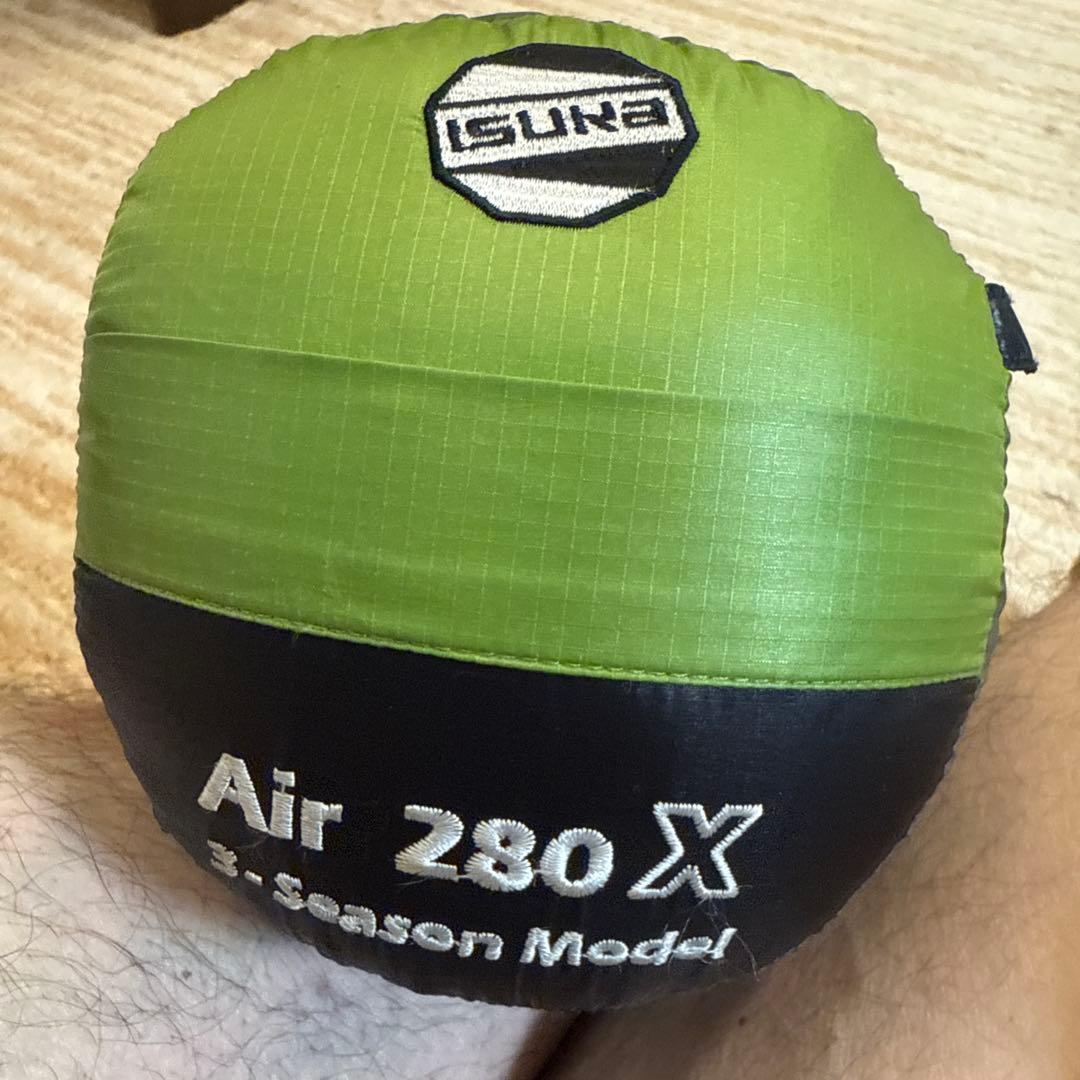 ISUKa
Air 280 X
3-Season Model